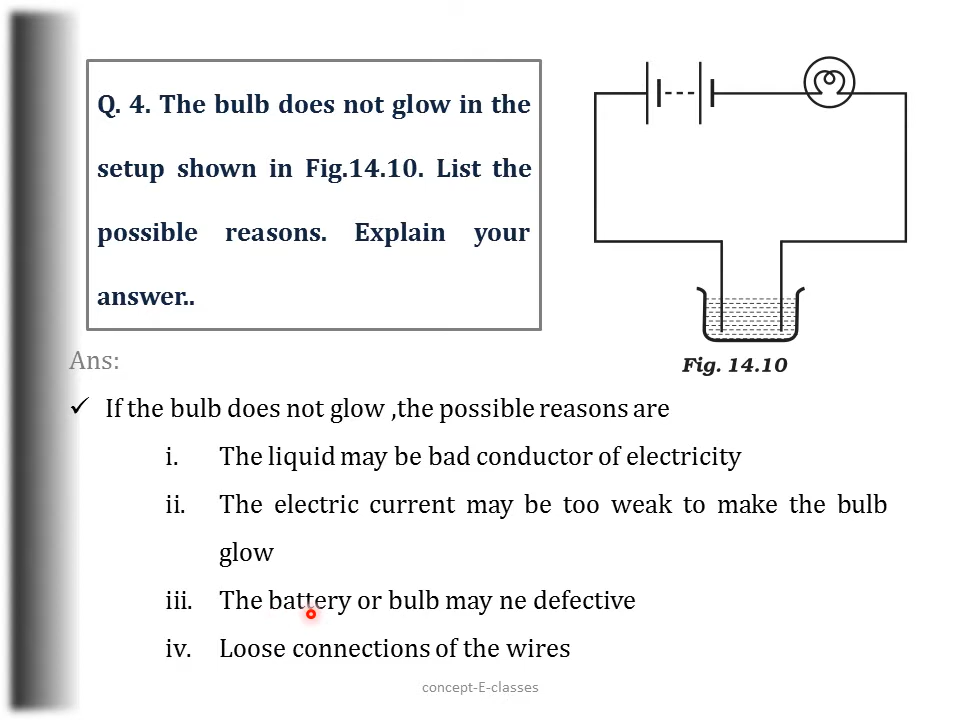 Q. 4. The bulb does not glow in the
setup shown in Fig.14.10. List the
possible reasons. Explain your
answer..
Fig. 14.10
Ans:
✓ If the bulb does not glow ,the possible reasons are
i. The liquid may be bad conductor of electricity
ii. The electric current may be too weak to make the bulb
glow
iii. The battery or bulb may ne defective
iv. Loose connections of the wires
concept-E-classes